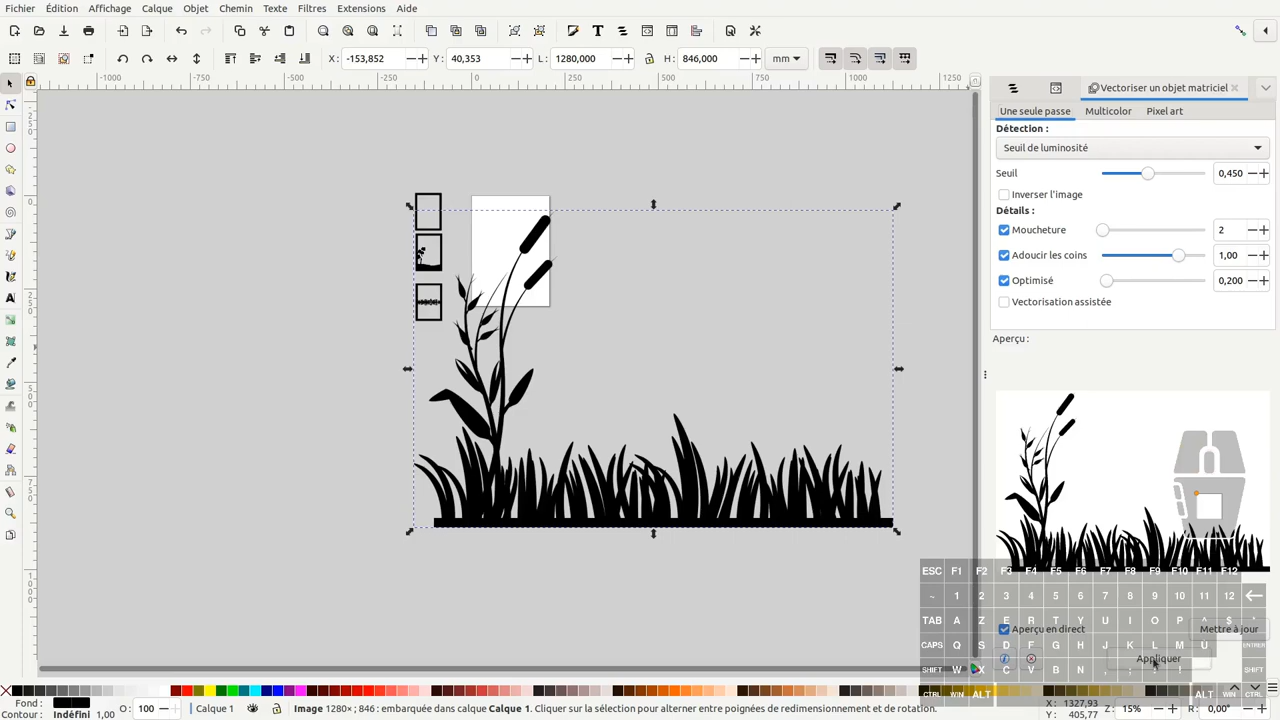 Fichier Édition Affichage Calque Objet Chemin Texte Filtres Extensions Aide
X : -153,852 Y : 40,353 L : 1280,000 H : 846,000 mm
-1000 -750 -500 -250 0 250 500 750 1000 1250
Vectoriser un objet matriciel
Une seule passe Multicolor Pixel art
Détection :
Seuil de luminosité
Seuil 0,450
Inverser l'image
Détails :
Moucheture 2
Adoucir les coins 1,00
Optimisé 0,200
Vectorisation assistée
Aperçu :
ESC F1 F2 F3 F4 F5 F6 F7 F8 F9 F10 F11 F12
~ 1 2 3 4 5 6 7 8 9 10 11 12
TAB A Z E R T Y U I O P ^ $
Aperçu en direct Mettre à jour
CAPS Q S D F G H J K L M U ENTRER
Appliquer
SHIFT W X C V B N , ; : ! SHIFT
CTRL WIN ALT ALT WIN CTRL
Fond : Contour : Indéfini 1,00 O : 100 Calque 1 Image 1280 × ; 846 : embarquée dans calque Calque 1. Cliquer sur la sélection pour alterner entre poignées de redimensionnement et de rotation. X : 1327,93 Y : 405,77 Z : 15% R : 0,00°